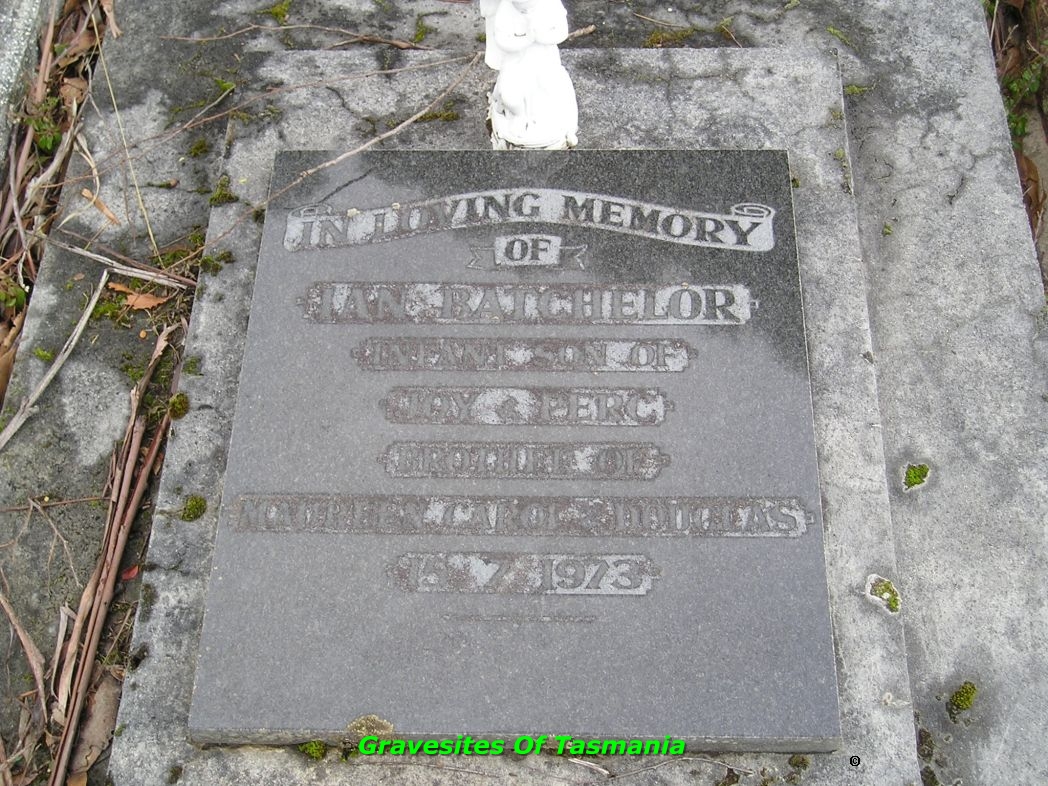 IN LOVING MEMORY
OF
IAN BATCHELOR
INFANT SON OF
JOY & PERC
BROTHER OF
MAUREEN, CAROL & DOUGLAS
15 7 1973
Gravesites Of Tasmania
©